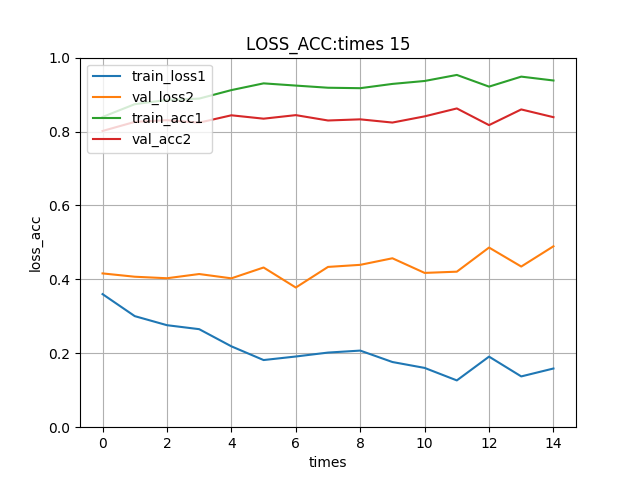 LOSS_ACC:times 15
train_loss1
val_loss2
train_acc1
val_acc2
loss_acc
1.0
0.8
0.6
0.4
0.2
0.0
0 2 4 6 8 10 12 14
times